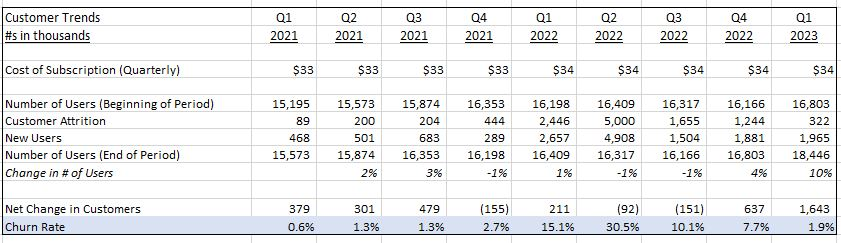 Customer Trends Q1 Q2 Q3 Q4 Q1 Q2 Q3 Q4 Q1
#s in thousands 2021 2021 2021 2021 2022 2022 2022 2022 2023
Cost of Subscription (Quarterly) $33 $33 $33 $33 $34 $34 $34 $34 $34
Number of Users (Beginning of Period) 15,195 15,573 15,874 16,353 16,198 16,409 16,317 16,166 16,803
Customer Attrition 89 200 204 444 2,446 5,000 1,655 1,244 322
New Users 468 501 683 289 2,657 4,908 1,504 1,881 1,965
Number of Users (End of Period) 15,573 15,874 16,353 16,198 16,409 16,317 16,166 16,803 18,446
Change in # of Users 2% 3% -1% 1% -1% -1% 4% 10%
Net Change in Customers 379 301 479 (155) 211 (92) (151) 637 1,643
Churn Rate 0.6% 1.3% 1.3% 2.7% 15.1% 30.5% 10.1% 7.7% 1.9%